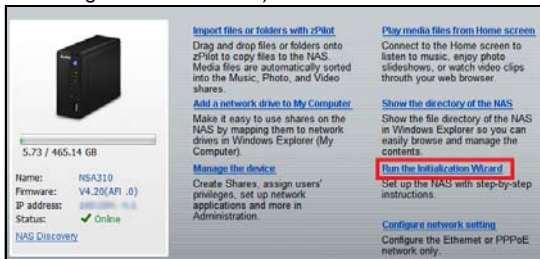 Import files or folders with zPilot
Drag and drop files or folders onto
zPilot to copy files to the NAS.
Media files are automatically sorted
into the Music, Photo, and Video
shares.
Add a network drive to My Computer
Make it easy to use shares on the
NAS by mapping them to network
drives in Windows Explorer (My
Computer).
Manage the device
Create Shares, assign users'
privileges, set up network
applications and more in
Administration.
Play media files from Home screen
Connect to the Home screen to
listen to music, enjoy photo
slideshows, or watch video clips
throuth your web browser.
Show the directory of the NAS
Show the file directory of the NAS
in Windows Explorer so you can
easily browse and manage the
contents.
Run the Initialization Wizard
Set up the NAS with step-by-step
instructions.
Configure network setting
Configure the Ethernet or PPPoE
network only.
5.73 / 465.14 GB
Name: NSA310
Firmware: V4.20(AFI .0)
IP address:
Status: Online
NAS Discovery